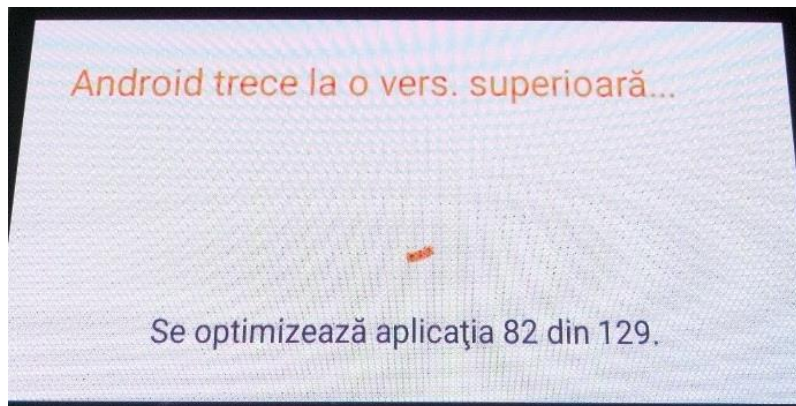 Android trece la o vers. superioară...
Se optimizează aplicaţia 82 din 129.